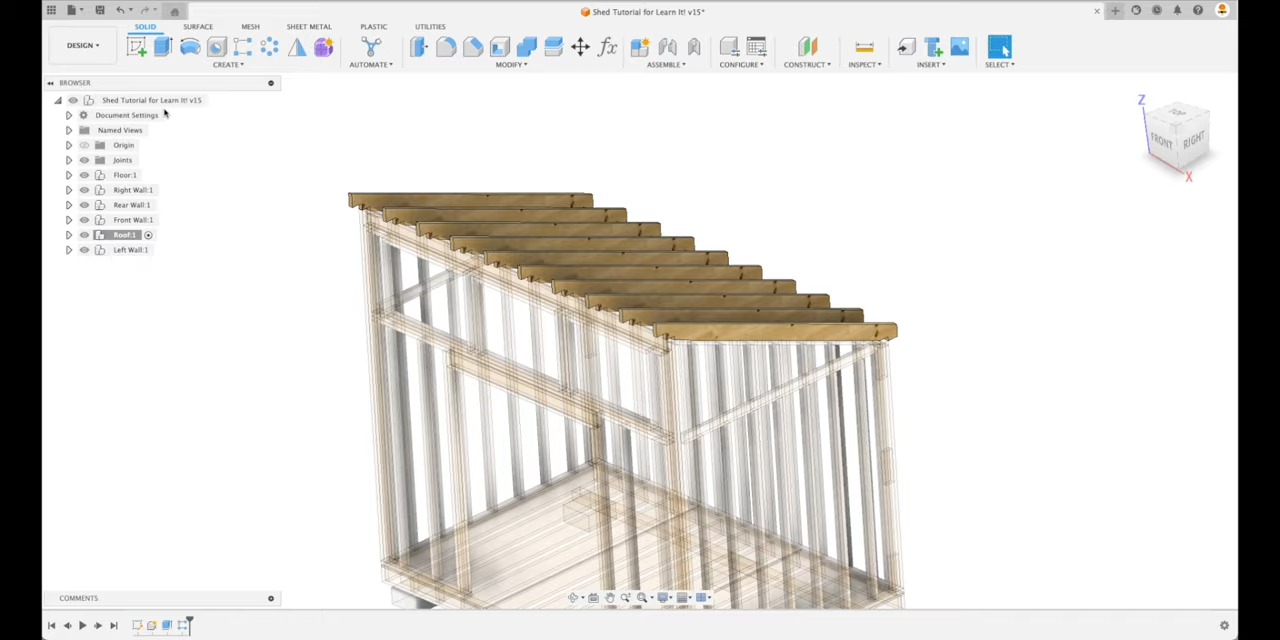 Shed Tutorial for Learn It! v15*
SOLID SURFACE MESH SHEET METAL PLASTIC UTILITIES
DESIGN ▾
CREATE ▾ AUTOMATE ▾ MODIFY ▾ ASSEMBLE ▾ CONFIGURE ▾ CONSTRUCT ▾ INSPECT ▾ INSERT ▾ SELECT ▾
BROWSER
Shed Tutorial for Learn It! v15
Document Settings
Named Views
Origin
Joints
Floor:1
Right Wall:1
Rear Wall:1
Front Wall:1
Roof:1
Left Wall:1
Z
TOP
FRONT RIGHT
X
COMMENTS